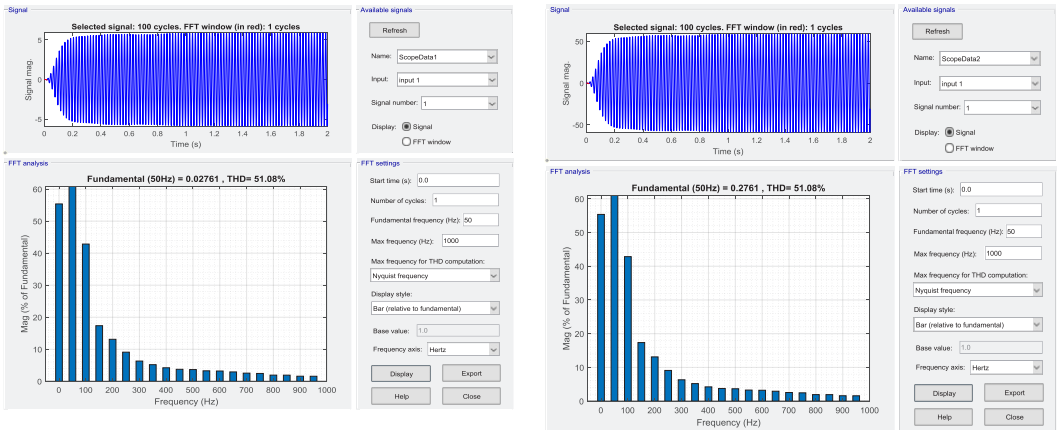 Signal
Selected signal: 100 cycles. FFT window (in red): 1 cycles
5
0
-5
Signal mag.
0 0.2 0.4 0.6 0.8 1 1.2 1.4 1.6 1.8 2
Time (s)
Available signals
Refresh
Name: ScopeData1
Input: input 1
Signal number: 1
Display: Signal
FFT window
FFT analysis
Fundamental (50Hz) = 0.02761 , THD= 51.08%
60
50
40
30
20
10
0
Mag (% of Fundamental)
0 100 200 300 400 500 600 700 800 900 1000
Frequency (Hz)
FFT settings
Start time (s): 0.0
Number of cycles: 1
Fundamental frequency (Hz): 50
Max frequency (Hz): 1000
Max frequency for THD computation:
Nyquist frequency
Display style:
Bar (relative to fundamental)
Base value: 1.0
Frequency axis: Hertz
Display Export
Help Close
Signal
Selected signal: 100 cycles. FFT window (in red): 1 cycles
50
0
-50
Signal mag.
0 0.2 0.4 0.6 0.8 1 1.2 1.4 1.6 1.8 2
Time (s)
Available signals
Refresh
Name: ScopeData2
Input: input 1
Signal number: 1
Display: Signal
FFT window
FFT analysis
Fundamental (50Hz) = 0.2761 , THD= 51.08%
60
50
40
30
20
10
0
Mag (% of Fundamental)
0 100 200 300 400 500 600 700 800 900 1000
Frequency (Hz)
FFT settings
Start time (s): 0.0
Number of cycles: 1
Fundamental frequency (Hz): 50
Max frequency (Hz): 1000
Max frequency for THD computation:
Nyquist frequency
Display style:
Bar (relative to fundamental)
Base value: 1.0
Frequency axis: Hertz
Display Export
Help Close